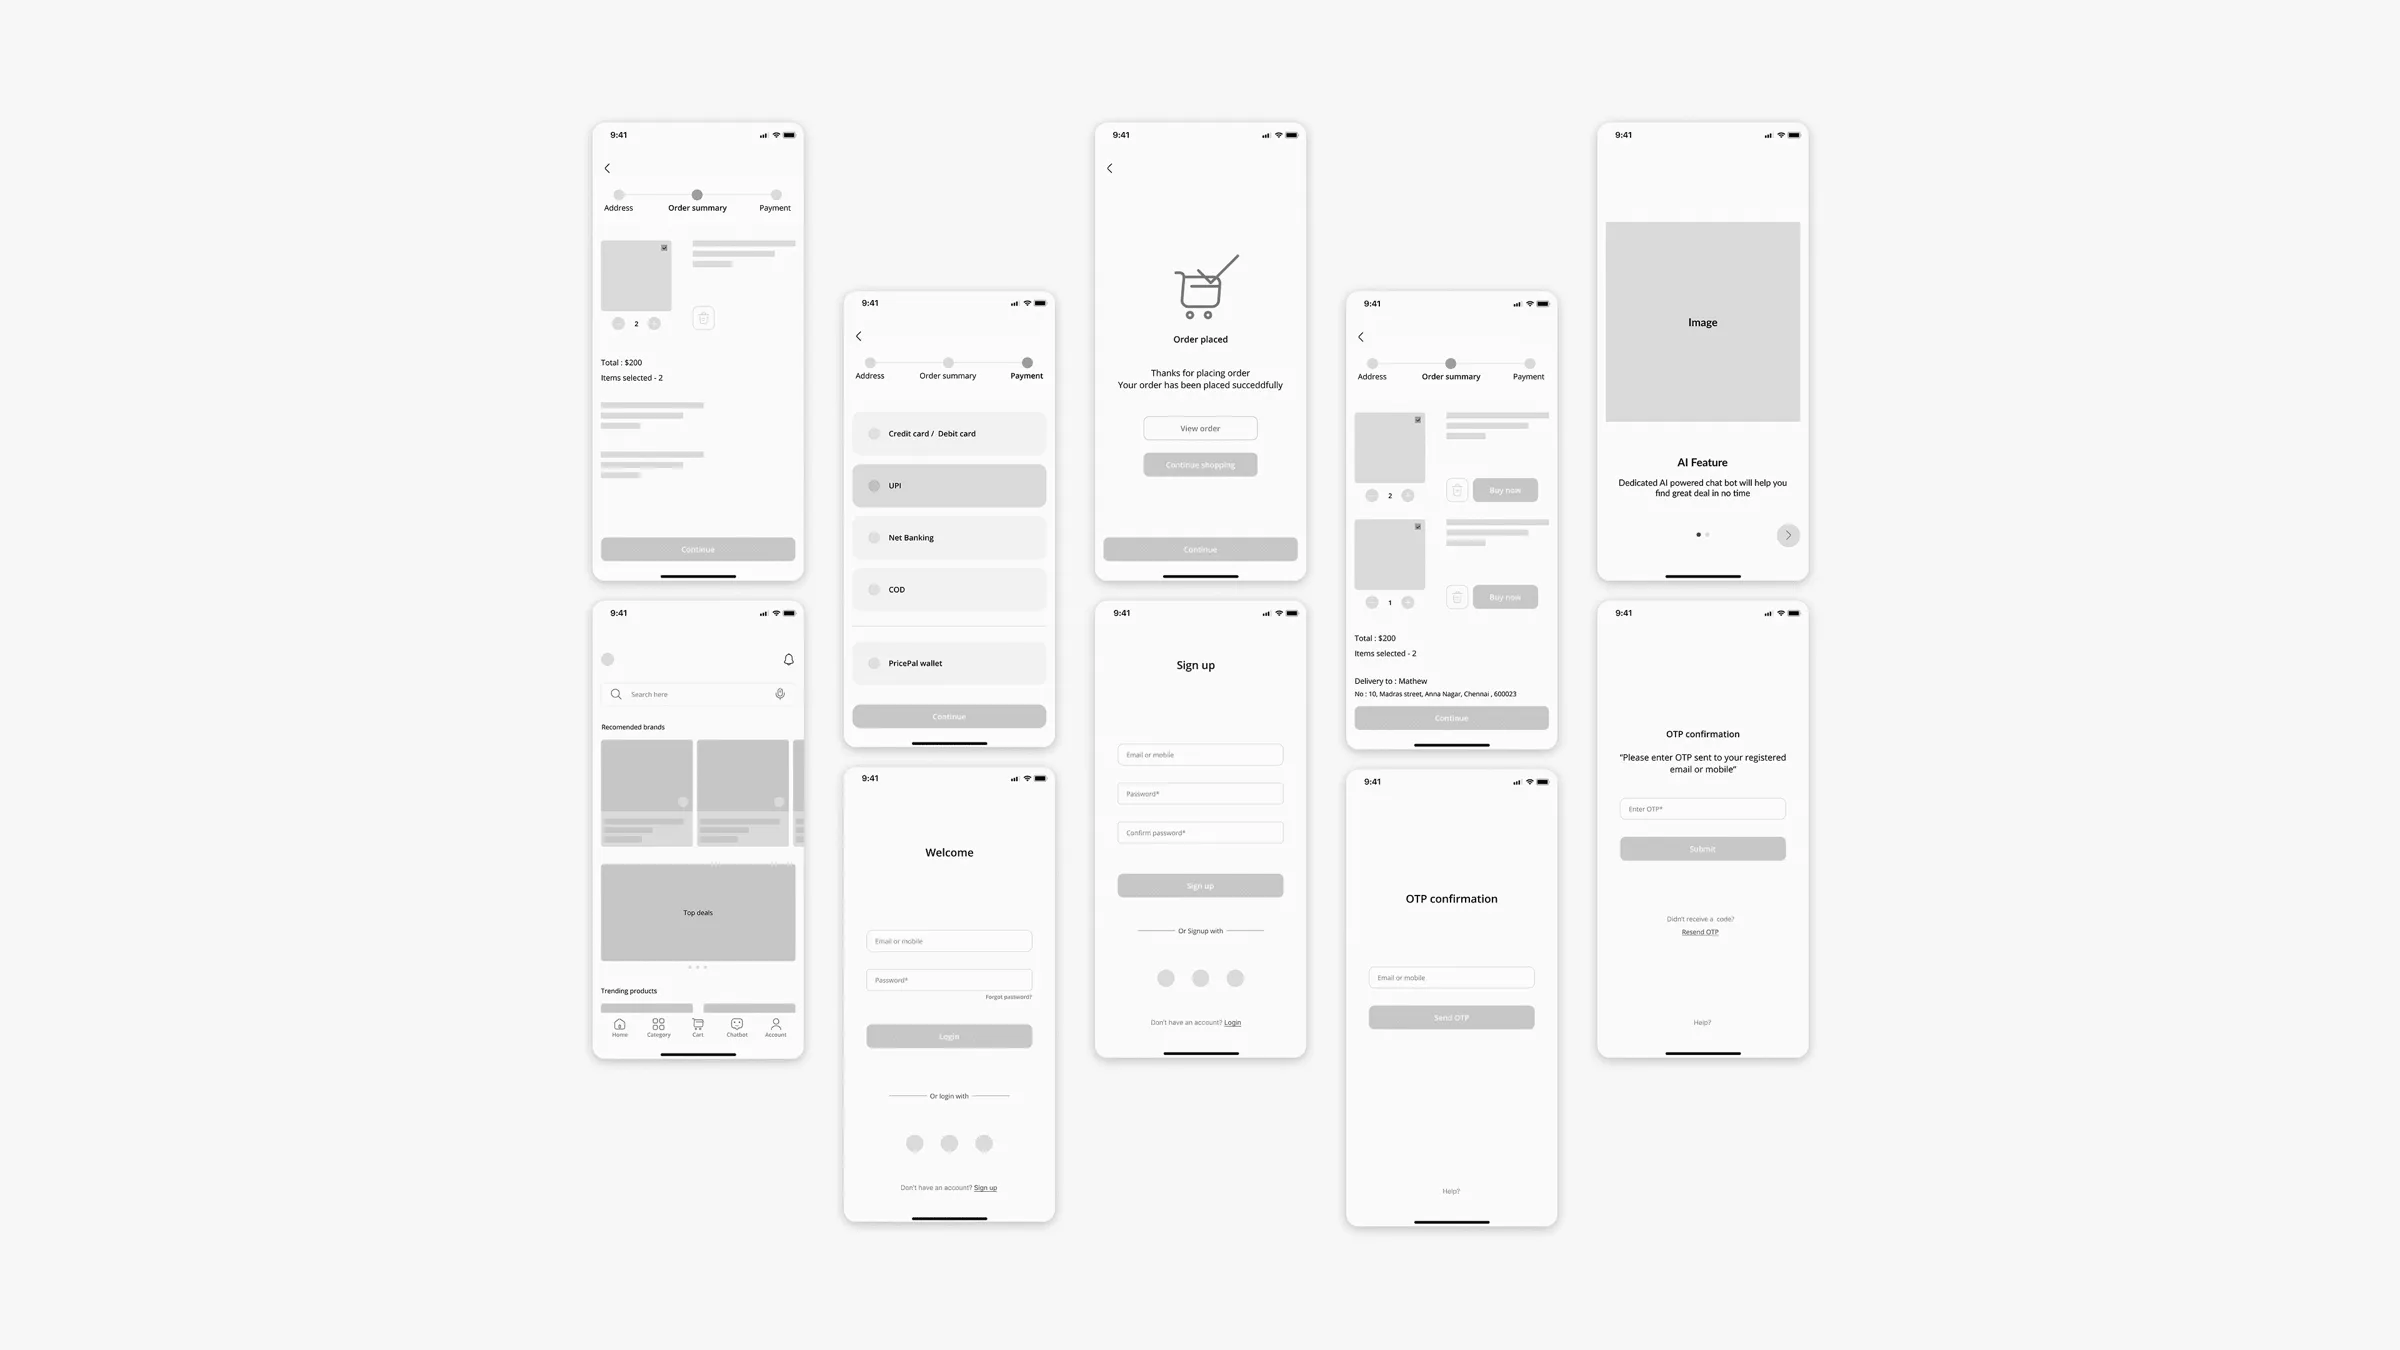 9:41
Address Order summary Payment
2
Total : $200
Items selected - 2
Continue
9:41
Search here
Recomended brands
Top deals
Trending products
Home Category Cart Chatbot Account
9:41
Address Order summary Payment
Credit card / Debit card
UPI
Net Banking
COD
PricePal wallet
Continue
9:41
Welcome
Email or mobile
Password*
Forgot password?
Login
Or login with
Don't have an account? Sign up
9:41
Order placed
Thanks for placing order
Your order has been placed succeddfully
View order
Continue shopping
Continue
9:41
Sign up
Email or mobile
Password*
Confirm password*
Sign up
Or Signup with
Don't have an account? Login
9:41
Address Order summary Payment
2
Buy now
1
Buy now
Total : $200
Items selected - 2
Delivery to : Mathew
No : 10, Madras street, Anna Nagar, Chennai , 600023
Continue
9:41
OTP confirmation
Email or mobile
Send OTP
Help?
9:41
Image
AI Feature
Dedicated AI powered chat bot will help you
find great deal in no time
9:41
OTP confirmation
“Please enter OTP sent to your registered
email or mobile”
Enter OTP*
Submit
Didn't receive a code?
Resend OTP
Help?